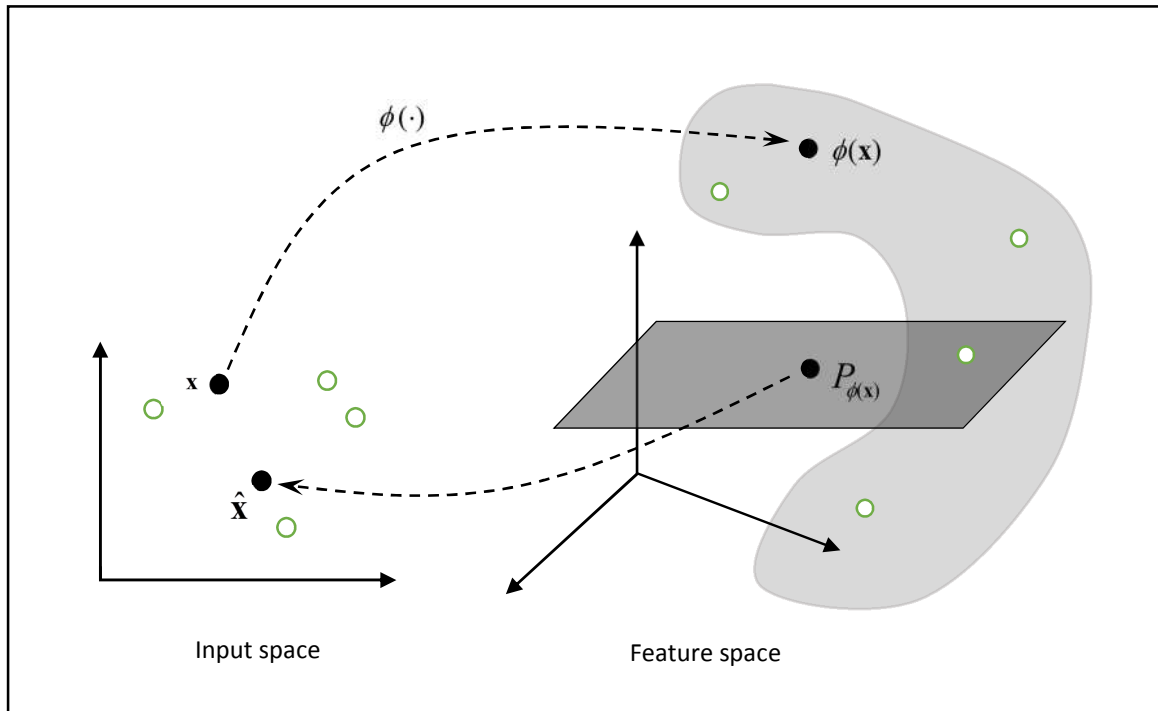 ϕ(·)
ϕ(x)
x
P_ϕ(x)
x̂
Input space
Feature space